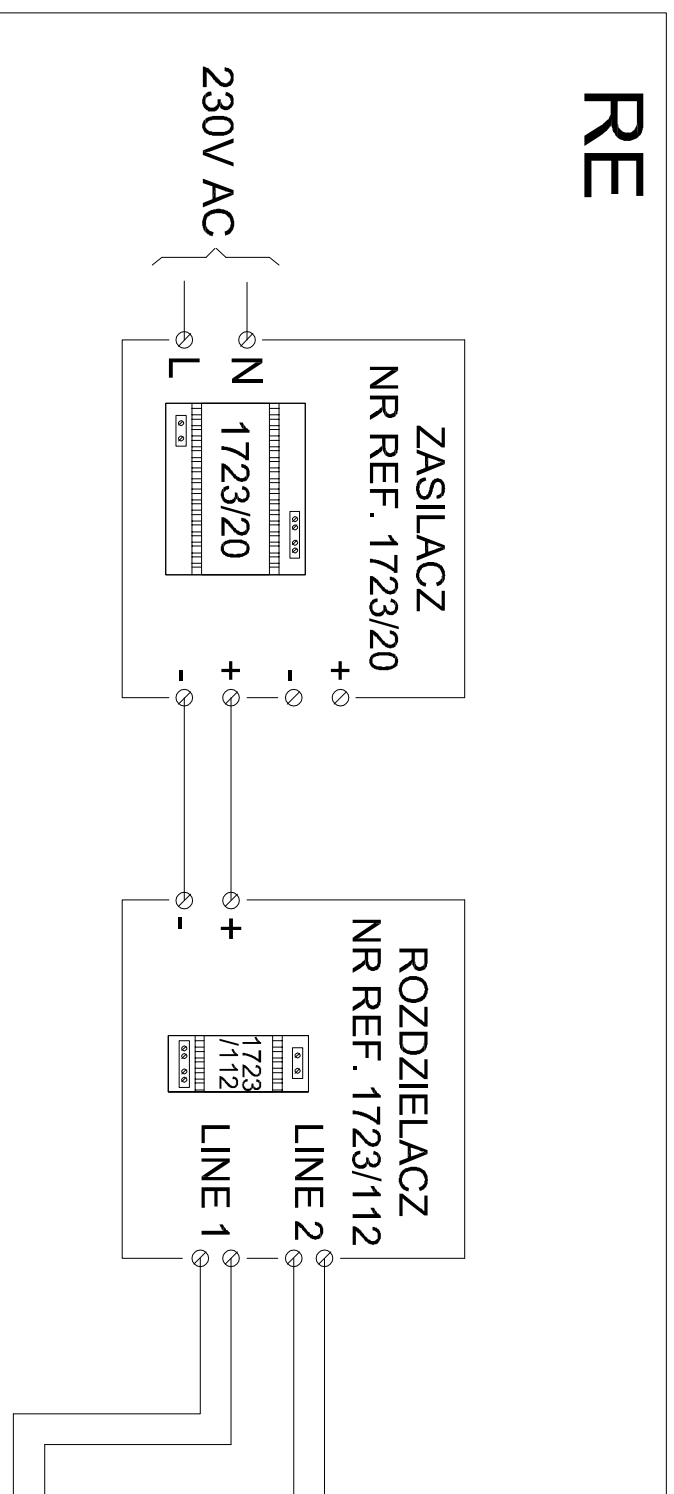 RE
230V AC
L
N
ZASILACZ
NR REF. 1723/20
1723/20
-
+
-
+
-
+
ROZDZIELACZ
NR REF. 1723/112
1723
/112
LINE 1
LINE 2